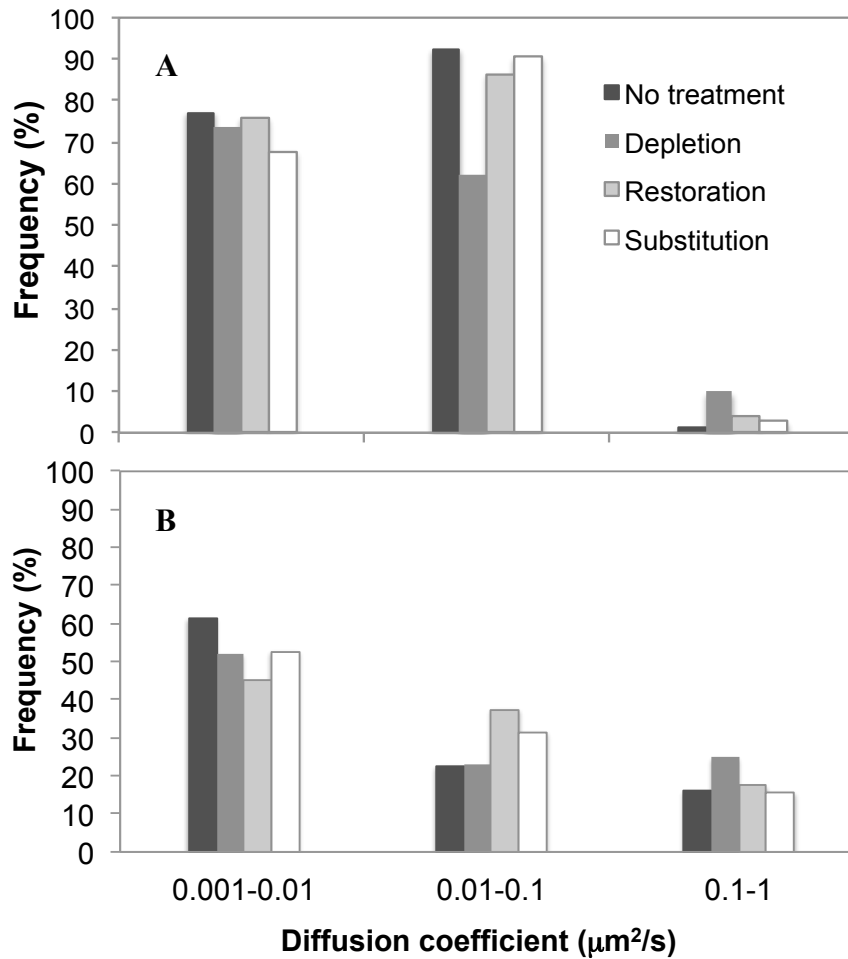 100
90
80
70
60
50
40
30
20
10
0
Frequency (%)
A
No treatment
Depletion
Restoration
Substitution
100
90
80
70
60
50
40
30
20
10
0
Frequency (%)
B
0.001-0.01 0.01-0.1 0.1-1
Diffusion coefficient (μm²/s)